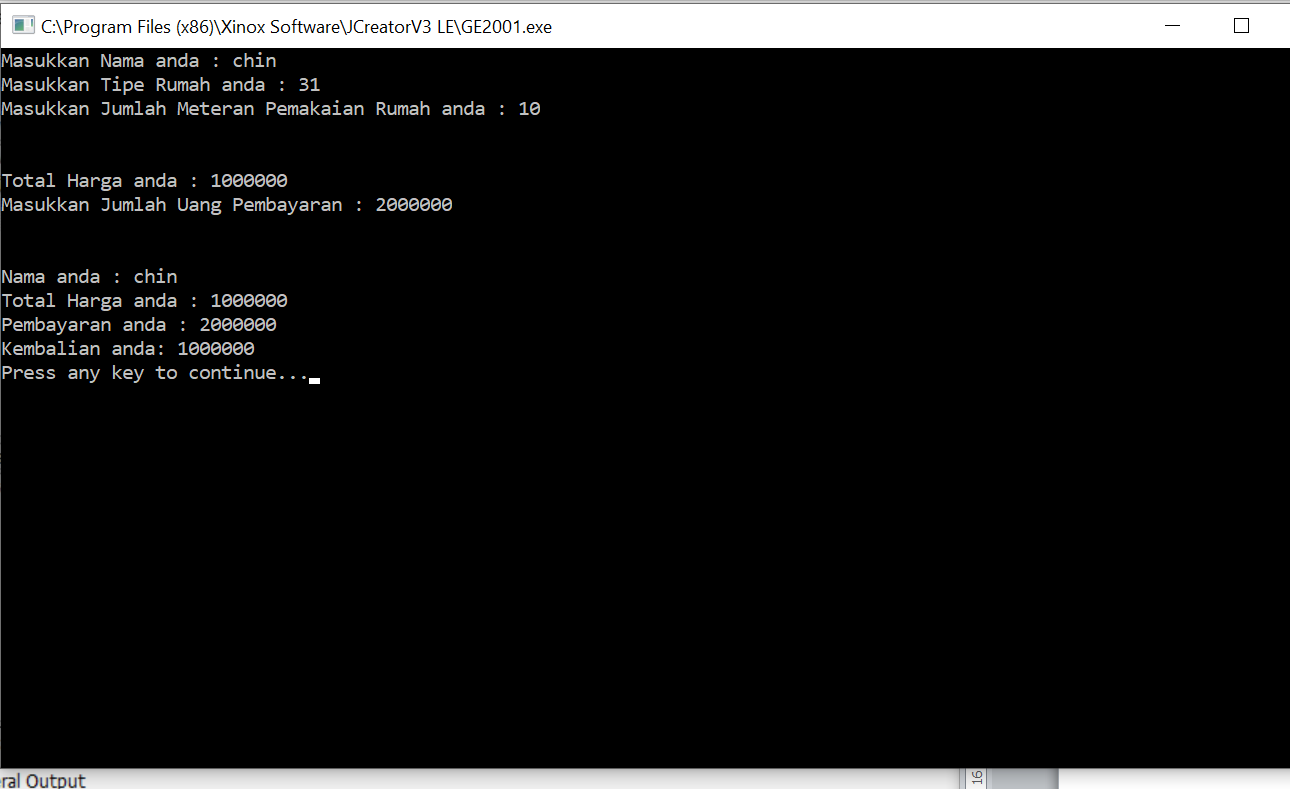 C:\Program Files (x86)\Xinox Software\JCreatorV3 LE\GE2001.exe
Masukkan Nama anda : chin
Masukkan Tipe Rumah anda : 31
Masukkan Jumlah Meteran Pemakaian Rumah anda : 10
Total Harga anda : 1000000
Masukkan Jumlah Uang Pembayaran : 2000000
Nama anda : chin
Total Harga anda : 1000000
Pembayaran anda : 2000000
Kembalian anda: 1000000
Press any key to continue...
ral Output
16